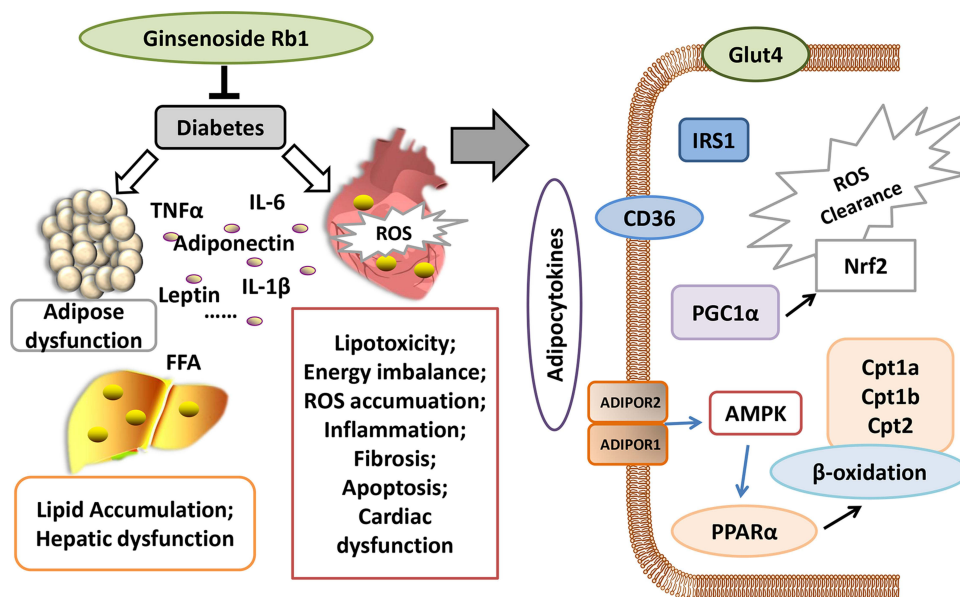 Ginsenoside Rb1
Diabetes
TNFα
IL-6
Adiponectin
Leptin
IL-1β
......
ROS
Adipose
dysfunction
FFA
Lipid Accumulation;
Hepatic dysfunction
Lipotoxicity;
Energy imbalance;
ROS accumuation;
Inflammation;
Fibrosis;
Apoptosis;
Cardiac
dysfunction
Adipocytokines
Glut4
IRS1
CD36
ROS
Clearance
Nrf2
PGC1α
ADIPOR2
ADIPOR1
AMPK
Cpt1a
Cpt1b
Cpt2
β-oxidation
PPARα